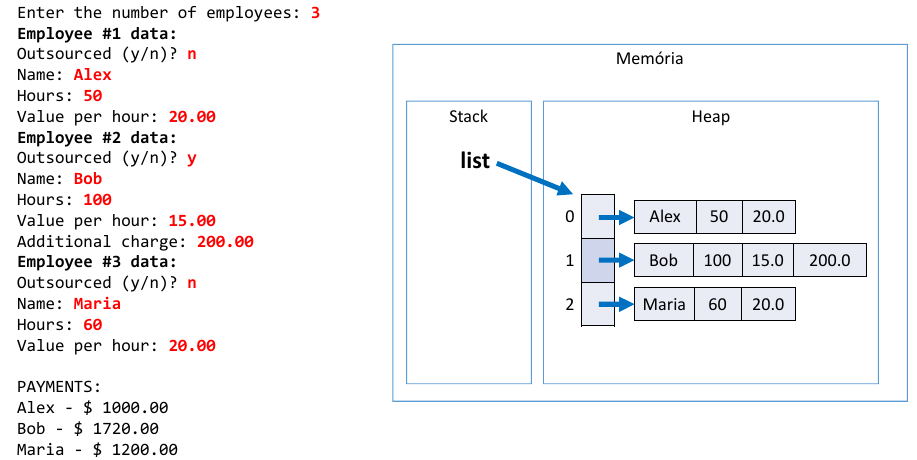 Enter the number of employees: 3
Employee #1 data:
Outsourced (y/n)? n
Name: Alex
Hours: 50
Value per hour: 20.00
Employee #2 data:
Outsourced (y/n)? y
Name: Bob
Hours: 100
Value per hour: 15.00
Additional charge: 200.00
Employee #3 data:
Outsourced (y/n)? n
Name: Maria
Hours: 60
Value per hour: 20.00
PAYMENTS:
Alex - $ 1000.00
Bob - $ 1720.00
Maria - $ 1200.00
Memória
Stack
Heap
list
0 Alex 50 20.0
1 Bob 100 15.0 200.0
2 Maria 60 20.0